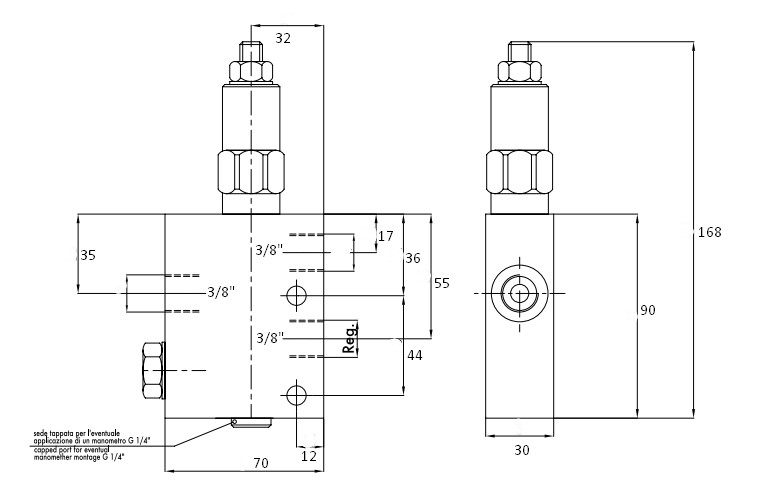 32
17
35
3/8"
36
168
55
3/8"
90
3/8"
Reg.
44
sede tappata per l'eventuale
applicazione di un manometro G 1/4"
capped port for eventual
manomether montage G 1/4"
12
30
70